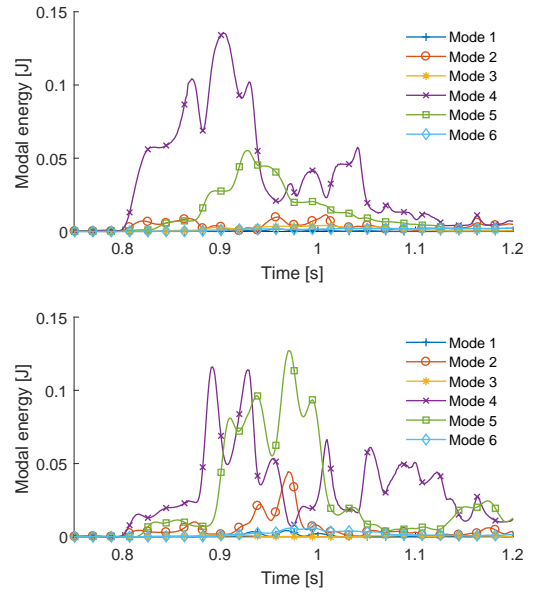 0.15
Mode 1
Mode 2
Mode 3
Mode 4
Mode 5
Mode 6
0.1
0.05
0
Modal energy [J]
0.8
0.9
1
1.1
1.2
Time [s]
0.15
Mode 1
Mode 2
Mode 3
Mode 4
Mode 5
Mode 6
0.1
0.05
0
Modal energy [J]
0.8
0.9
1
1.1
1.2
Time [s]